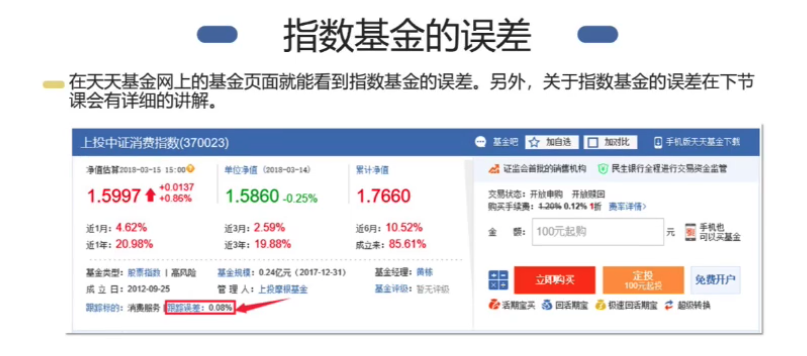 指数基金的误差
在天天基金网上的基金页面就能看到指数基金的误差。另外，关于指数基金的误差在下节
课会有详细的讲解。
上投中证消费指数(370023) 基金吧 加自选 加对比 手机版天天基金下载
净值估算2018-03-15 15:00 单位净值 (2018-03-14) 累计净值 证监会首批的销售机构 民生银行全程进行交易资金监管
1.5997 +0.0137 +0.86% 1.5860 -0.25% 1.7660
交易状态：开放申购 开放赎回
购买手续费：1.20% 0.12% 1折 费率详情>
近1月：4.62% 近3月：2.59% 近6月：10.52%
金 额：100元起购 元 手机也可以买基金
近1年：20.98% 近3年：19.88% 成立来：85.61%
基金类型：股票指数 | 高风险 基金规模：0.24亿元 (2017-12-31) 基金经理：黄栋
成 立 日：2012-09-25 管 理 人：上投摩根基金 基金评级：暂无评级
跟踪标的：消费服务 | 跟踪误差：0.08%
立即购买 定投 100元起投 免费开户
活期宝买 回活期宝 极速回活期宝 超级转换